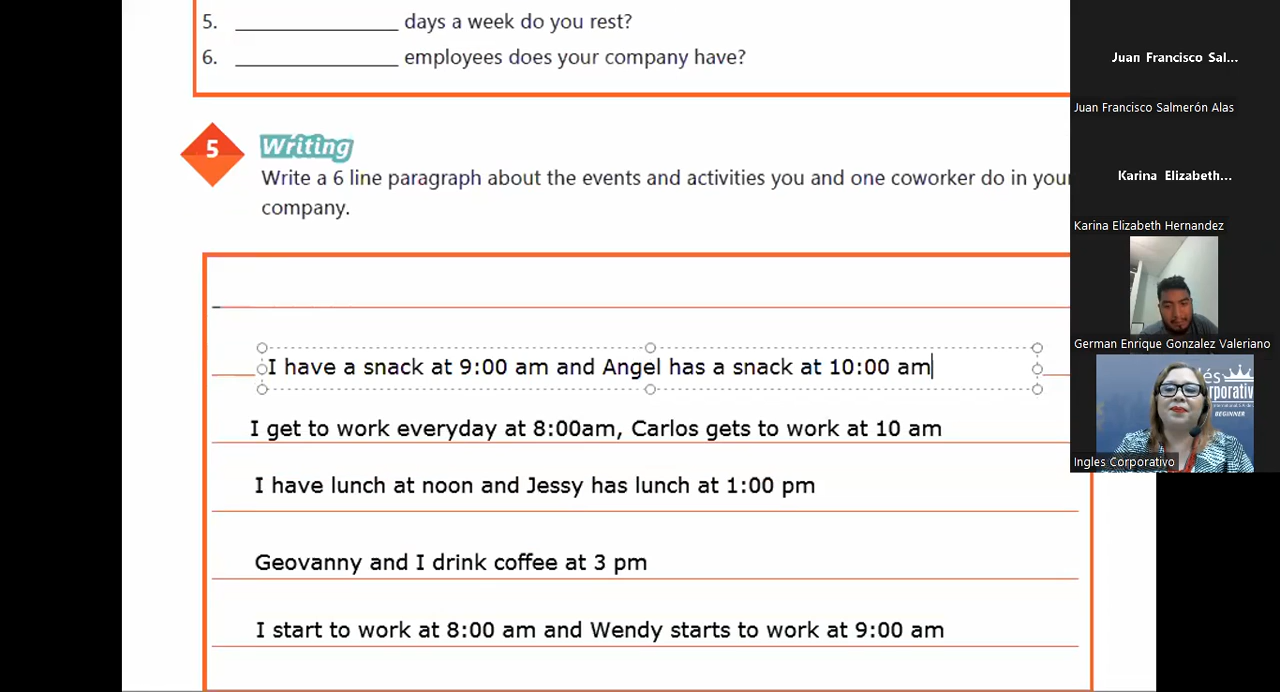 5. ________________ days a week do you rest?
6. ________________ employees does your company have?
5
Writing
Write a 6 line paragraph about the events and activities you and one coworker do in your
company.
I have a snack at 9:00 am and Angel has a snack at 10:00 am
I get to work everyday at 8:00am, Carlos gets to work at 10 am
I have lunch at noon and Jessy has lunch at 1:00 pm
Geovanny and I drink coffee at 3 pm
I start to work at 8:00 am and Wendy starts to work at 9:00 am
Juan Francisco Sal...
Juan Francisco Salmerón Alas
Karina Elizabeth...
Karina Elizabeth Hernandez
German Enrique Gonzalez Valeriano
BEGINNER
Ingles Corporativo